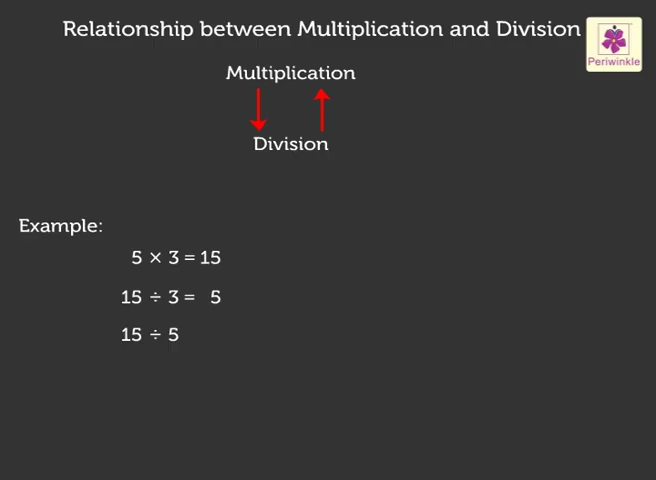 Relationship between Multiplication and Division
Periwinkle
Multiplication
Division
Example:
5 × 3 = 15
15 ÷ 3 = 5
15 ÷ 5